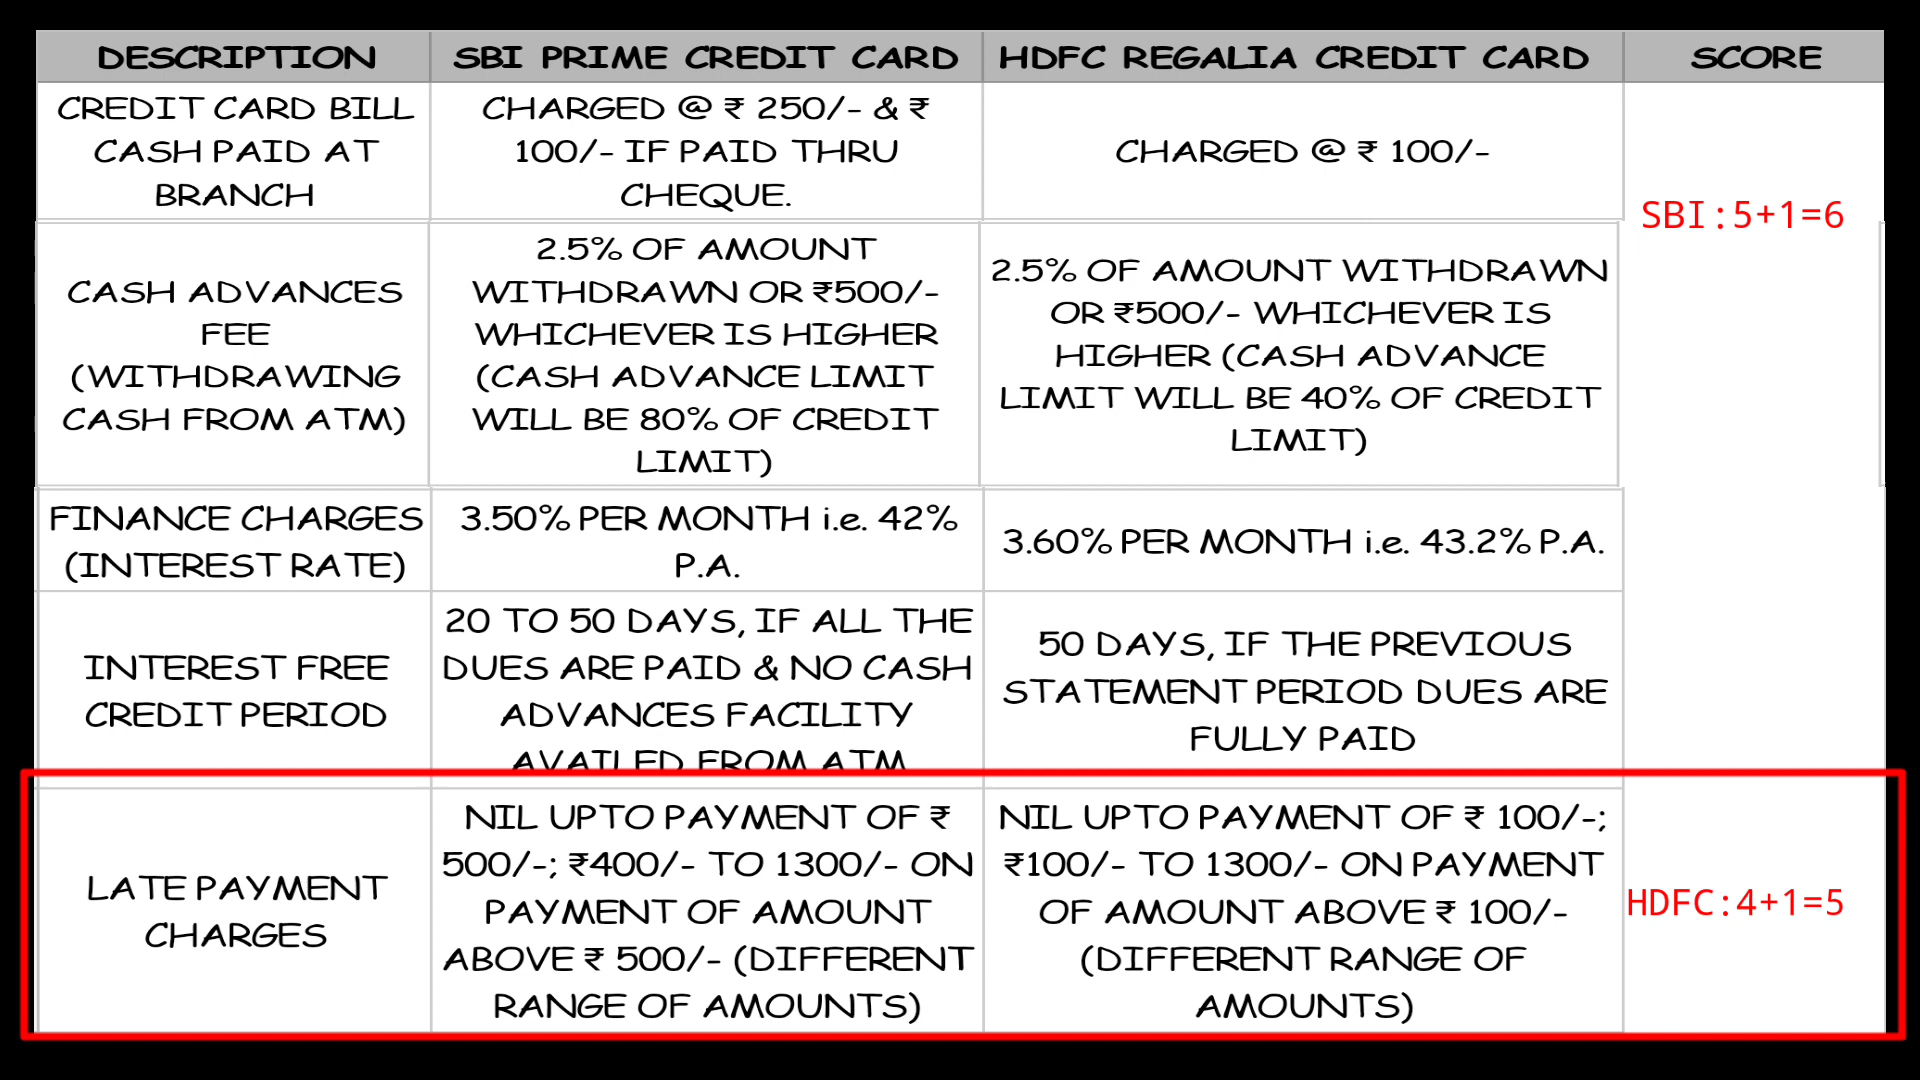 DESCRIPTION
SBI PRIME CREDIT CARD
HDFC REGALIA CREDIT CARD
SCORE
CREDIT CARD BILL
CASH PAID AT
BRANCH
CHARGED @ ₹ 250/- & ₹
100/- IF PAID THRU
CHEQUE.
CHARGED @ ₹ 100/-
SBI:5+1=6
CASH ADVANCES
FEE
(WITHDRAWING
CASH FROM ATM)
2.5% OF AMOUNT
WITHDRAWN OR ₹500/-
WHICHEVER IS HIGHER
(CASH ADVANCE LIMIT
WILL BE 80% OF CREDIT
LIMIT)
2.5% OF AMOUNT WITHDRAWN
OR ₹500/- WHICHEVER IS
HIGHER (CASH ADVANCE
LIMIT WILL BE 40% OF CREDIT
LIMIT)
FINANCE CHARGES
(INTEREST RATE)
3.50% PER MONTH i.e. 42%
P.A.
3.60% PER MONTH i.e. 43.2% P.A.
INTEREST FREE
CREDIT PERIOD
20 TO 50 DAYS, IF ALL THE
DUES ARE PAID & NO CASH
ADVANCES FACILITY
AVAILED FROM ATM
50 DAYS, IF THE PREVIOUS
STATEMENT PERIOD DUES ARE
FULLY PAID
LATE PAYMENT
CHARGES
NIL UPTO PAYMENT OF ₹
500/-; ₹400/- TO 1300/- ON
PAYMENT OF AMOUNT
ABOVE ₹ 500/- (DIFFERENT
RANGE OF AMOUNTS)
NIL UPTO PAYMENT OF ₹ 100/-;
₹100/- TO 1300/- ON PAYMENT
OF AMOUNT ABOVE ₹ 100/-
(DIFFERENT RANGE OF
AMOUNTS)
HDFC:4+1=5